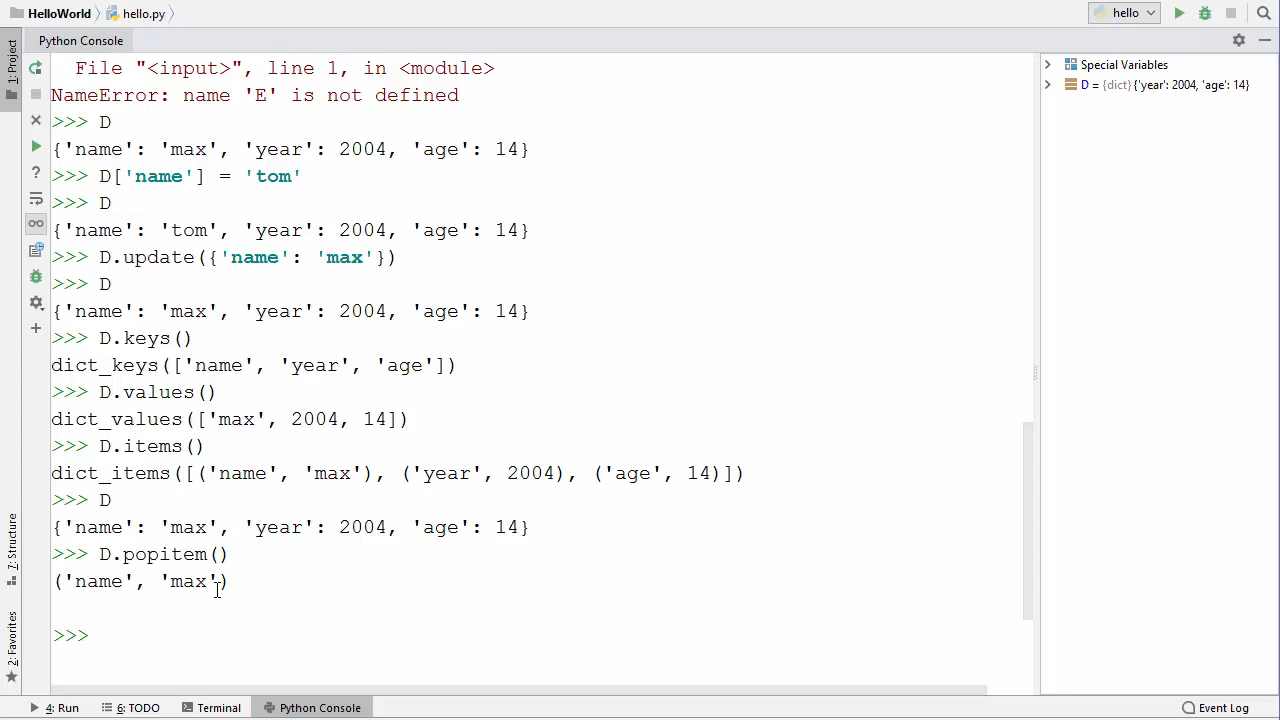 HelloWorld hello.py hello
Python Console
1: Project
File "<input>", line 1, in <module>
NameError: name 'E' is not defined
>>> D
{'name': 'max', 'year': 2004, 'age': 14}
>>> D['name'] = 'tom'
>>> D
{'name': 'tom', 'year': 2004, 'age': 14}
>>> D.update({'name': 'max'})
>>> D
{'name': 'max', 'year': 2004, 'age': 14}
>>> D.keys()
dict_keys(['name', 'year', 'age'])
>>> D.values()
dict_values(['max', 2004, 14])
>>> D.items()
dict_items([('name', 'max'), ('year', 2004), ('age', 14)])
>>> D
{'name': 'max', 'year': 2004, 'age': 14}
>>> D.popitem()
('name', 'max')
>>>
Special Variables
D = {dict} {'year': 2004, 'age': 14}
7: Structure
2: Favorites
4: Run 6: TODO Terminal Python Console Event Log